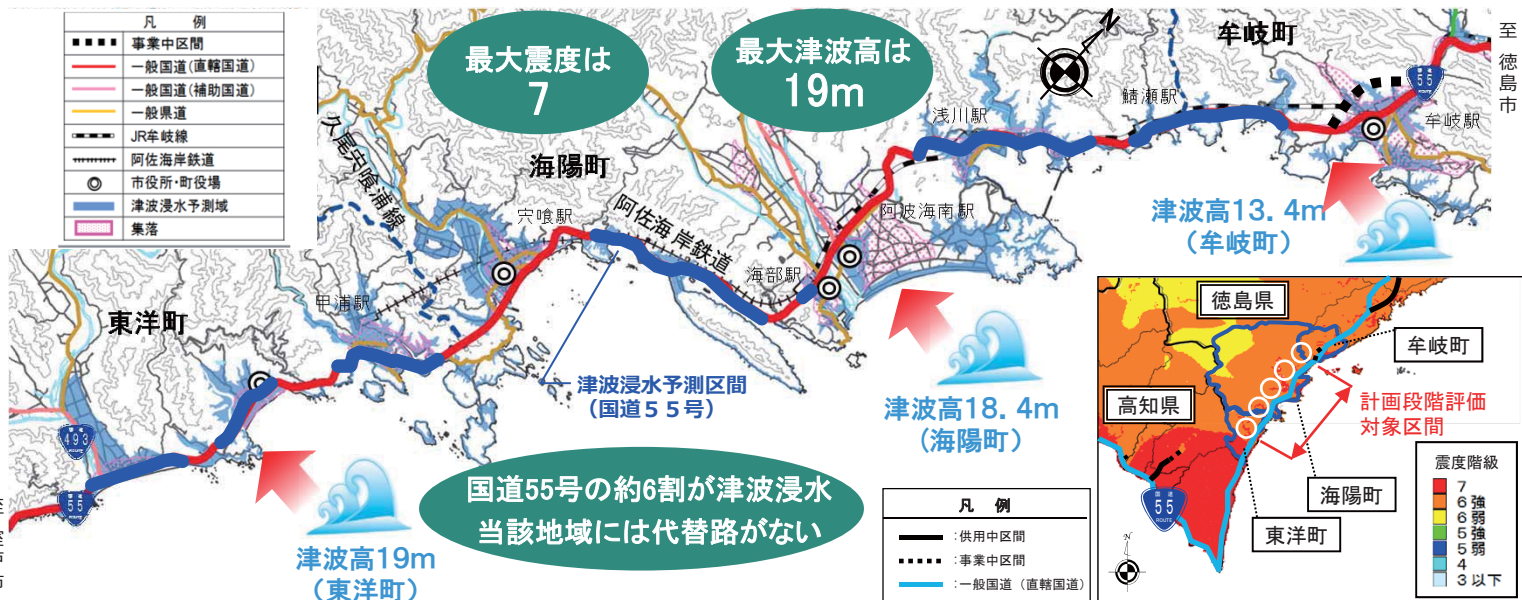 凡 例
事業中区間
一般国道(直轄国道)
一般国道(補助国道)
一般県道
JR牟岐線
阿佐海岸鉄道
市役所・町役場
津波浸水予測域
集落
最大震度は
7
最大津波高は
19m
N
牟岐町
国道
55
ROUTE
至 徳島市
牟岐駅
鯖瀬駅
浅川駅
海陽町
久尾宍喰浦線
宍喰駅
阿佐海岸鉄道
阿波海南駅
海部駅
甲浦駅
東洋町
津波高13.4m
(牟岐町)
津波高18.4m
(海陽町)
津波浸水予測区間
(国道55号)
国道55号の約6割が津波浸水
当該地域には代替路がない
津波高19m
(東洋町)
493
ROUTE
55
ROUTE
凡 例
:供用中区間
:事業中区間
:一般国道(直轄国道)
徳島県
高知県
牟岐町
計画段階評価
対象区間
海陽町
東洋町
国道
55
ROUTE
N
震度階級
7
6強
6弱
5強
5弱
4
3以下